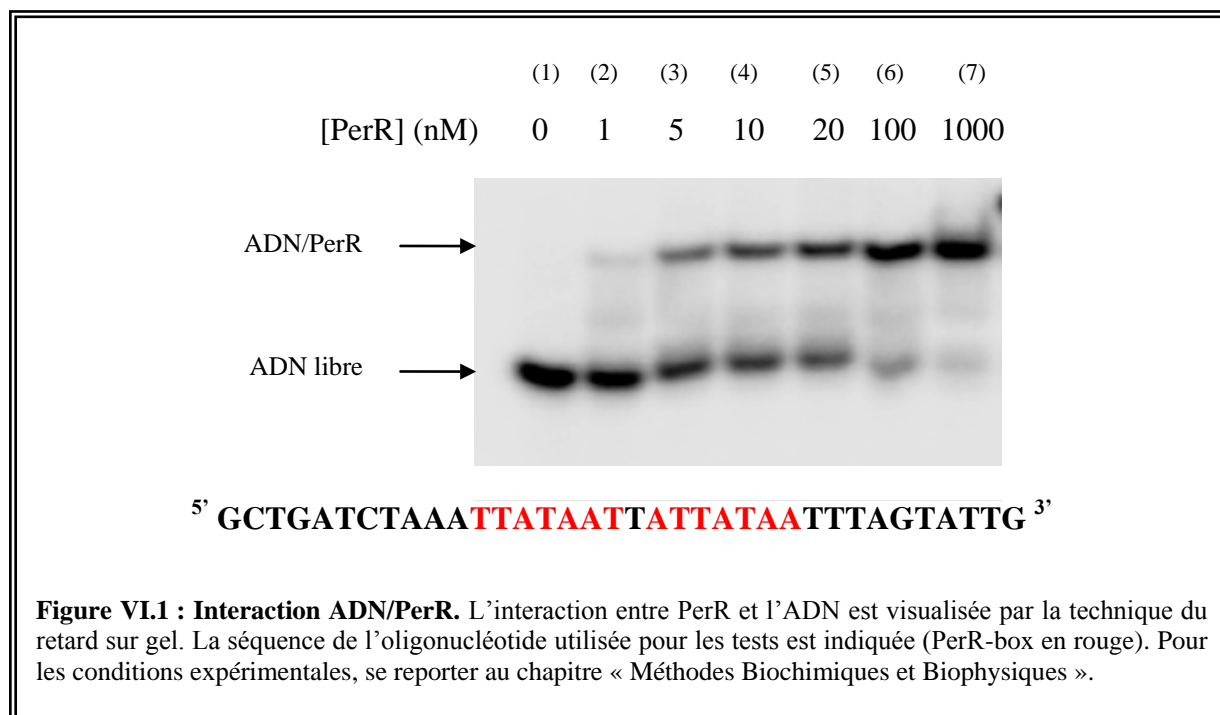 (1) (2) (3) (4) (5) (6) (7)
[PerR] (nM) 0 1 5 10 20 100 1000
ADN/PerR
ADN libre
5’ GCTGATCTAAATTATAATTATTATAATTTAGTATTG 3’
Figure VI.1 : Interaction ADN/PerR. L’interaction entre PerR et l’ADN est visualisée par la technique du
retard sur gel. La séquence de l’oligonucléotide utilisée pour les tests est indiquée (PerR-box en rouge). Pour
les conditions expérimentales, se reporter au chapitre « Méthodes Biochimiques et Biophysiques ».